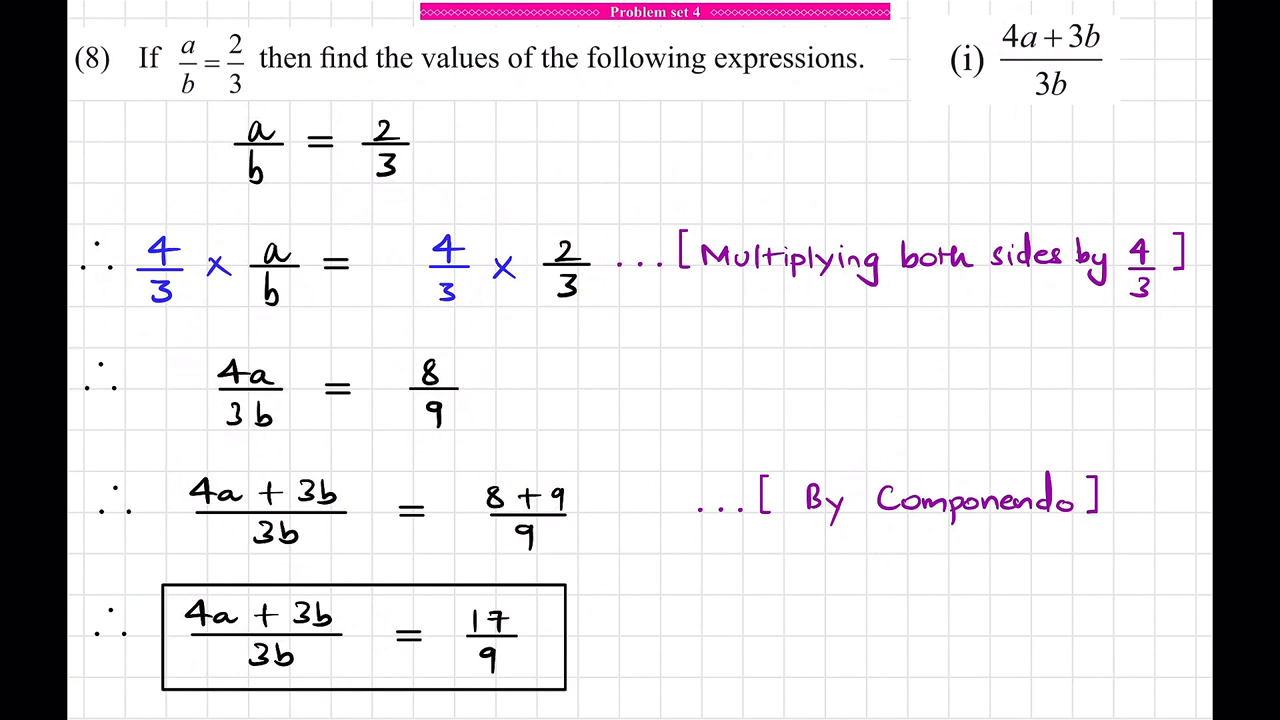 Problem set 4
(8) If a/b = 2/3 then find the values of the following expressions. (i) 4a + 3b / 3b
a/b = 2/3
∴ 4/3 × a/b = 4/3 × 2/3 ... [Multiplying both sides by 4/3]
∴ 4a/3b = 8/9
∴ 4a + 3b / 3b = 8 + 9 / 9 ... [By Componendo]
∴ 4a + 3b / 3b = 17/9